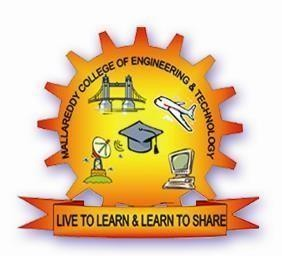 MALLAREDDY COLLEGE OF ENGINEERING & TECHNOLOGY
LIVE TO LEARN & LEARN TO SHARE